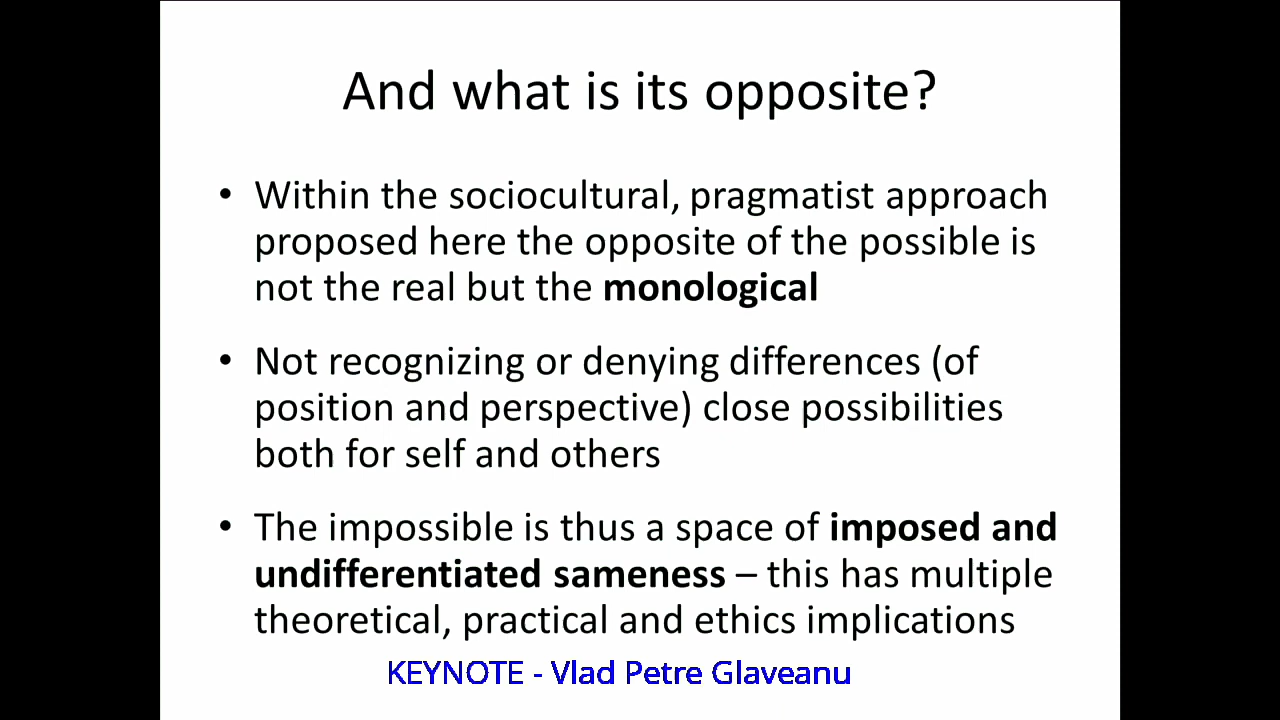 And what is its opposite?
• Within the sociocultural, pragmatist approach
proposed here the opposite of the possible is
not the real but the monological
• Not recognizing or denying differences (of
position and perspective) close possibilities
both for self and others
• The impossible is thus a space of imposed and
undifferentiated sameness – this has multiple
theoretical, practical and ethics implications
KEYNOTE - Vlad Petre Glaveanu